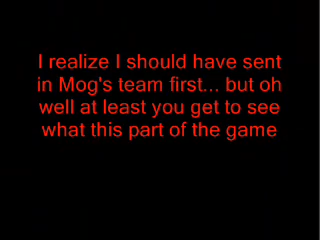 I realize I should have sent
in Mog's team first... but oh
well at least you get to see
what this part of the game